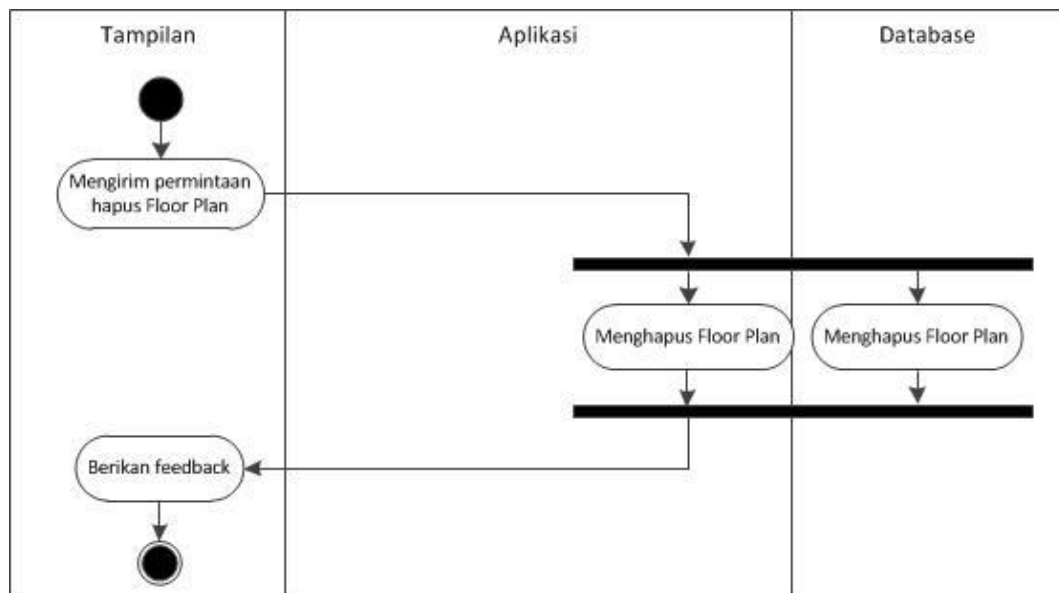 Tampilan
Aplikasi
Database
Mengirim permintaan
hapus Floor Plan
Menghapus Floor Plan
Menghapus Floor Plan
Berikan feedback